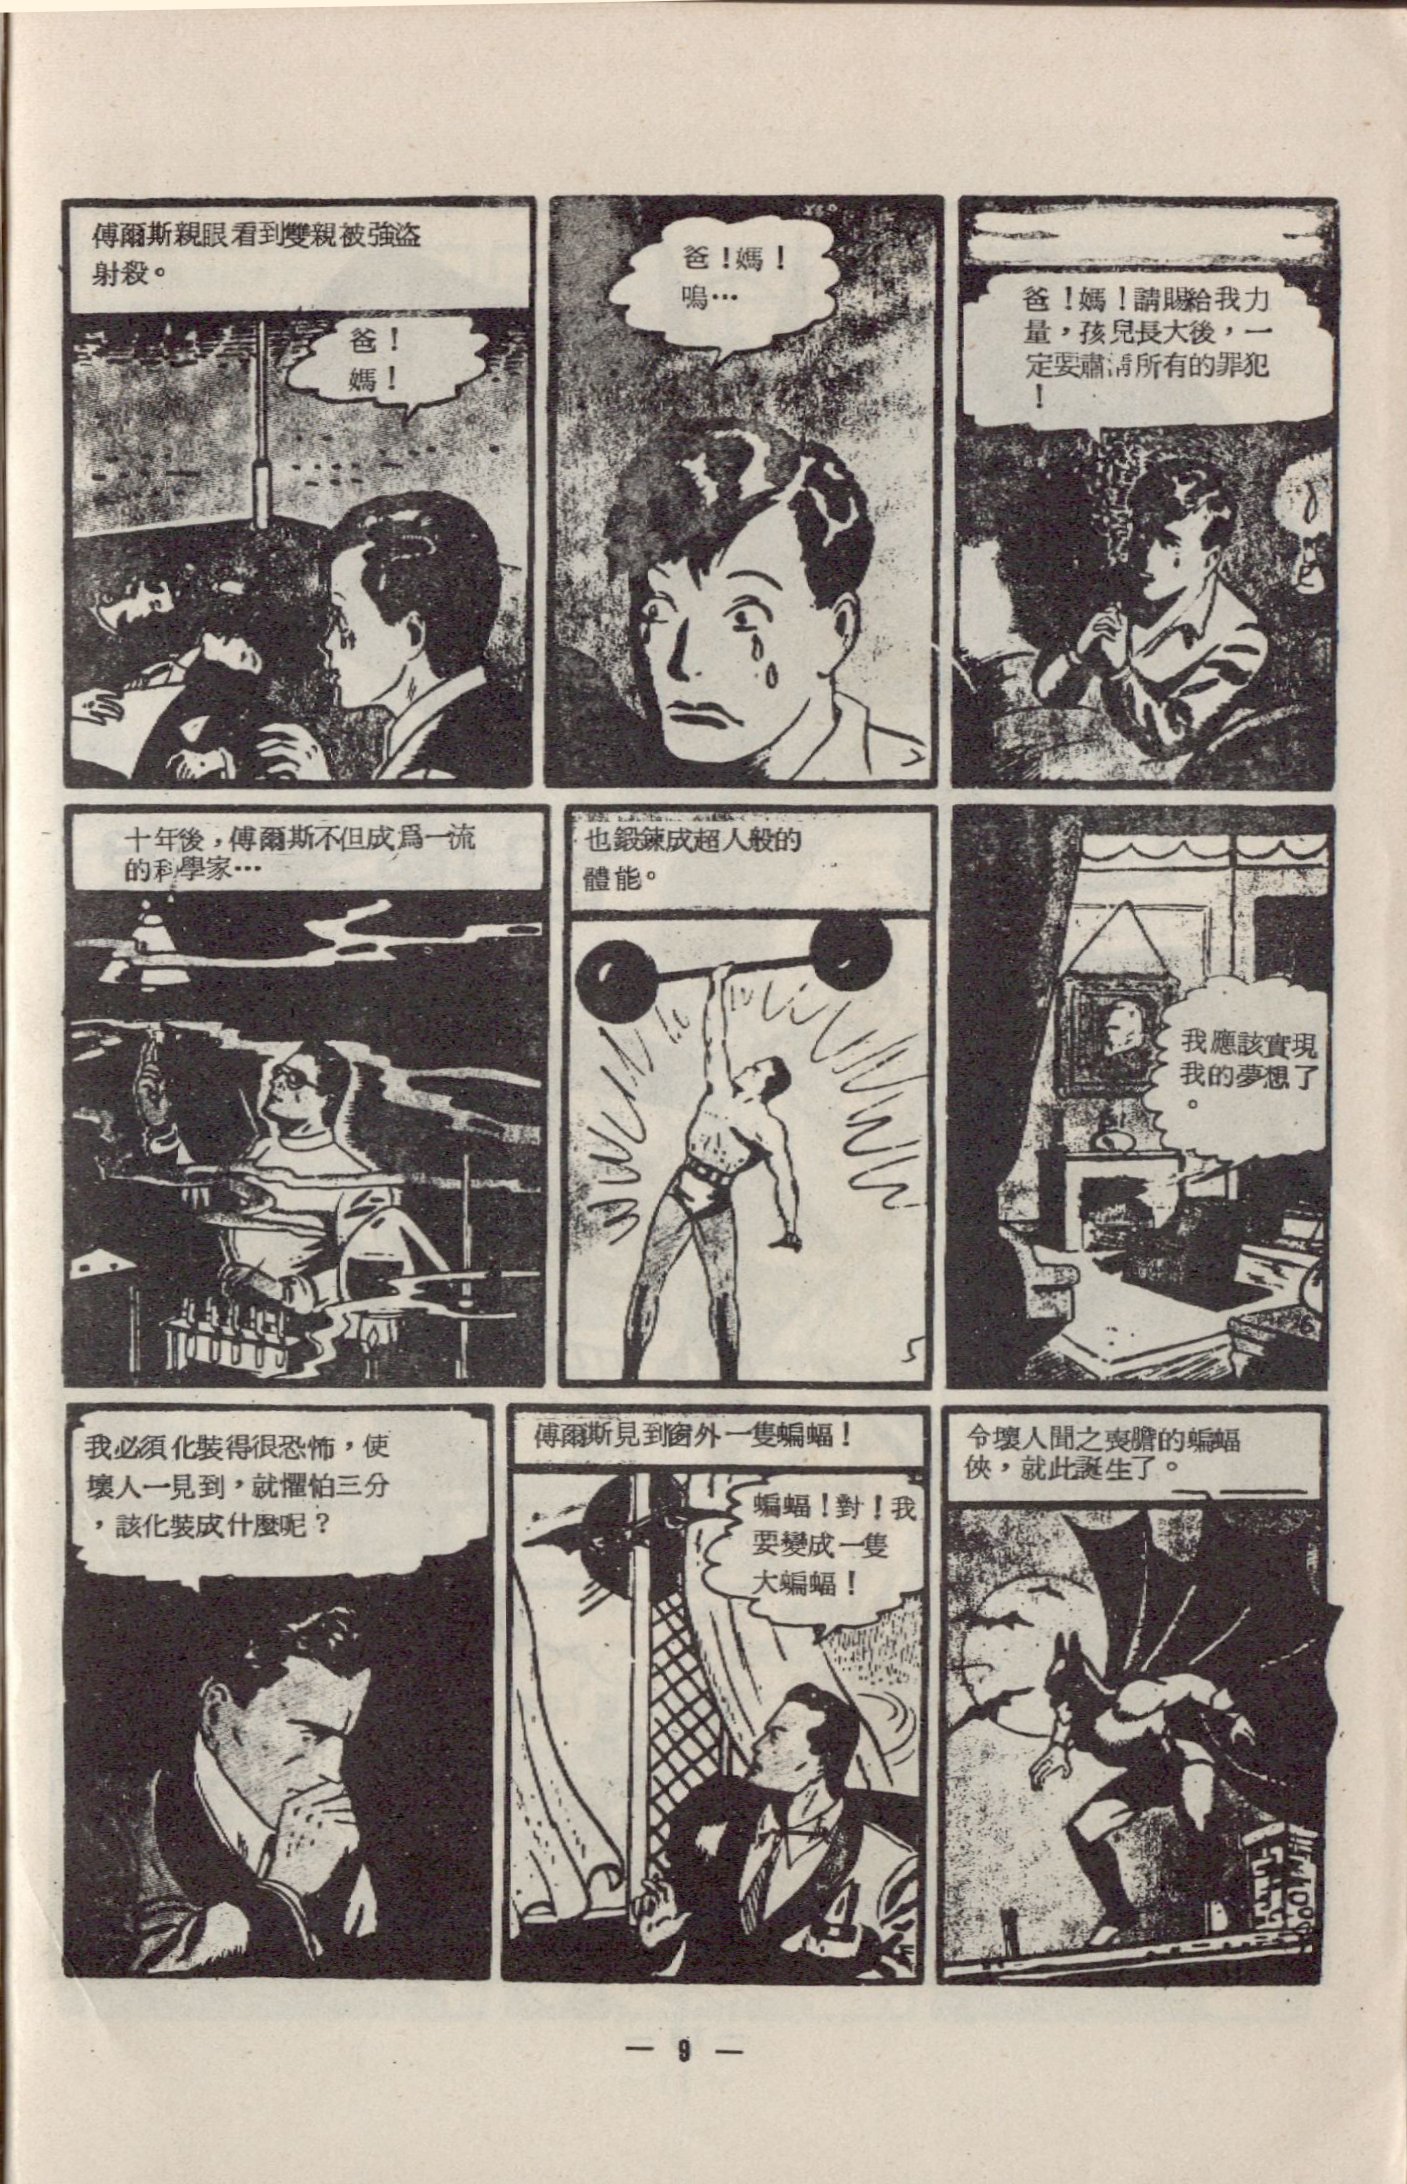 傅爾斯親眼看到雙親被強盜
射殺。
爸！
媽！
爸！媽！
嗚…
爸！媽！請賜給我力
量，孩兒長大後，一
定要肅清所有的罪犯
！
十年後，傅爾斯不但成爲一流
的科學家…
也鍛鍊成超人般的
體能。
我應該實現
我的夢想了
。
我必須化裝得很恐怖，使
壞人一見到，就懼怕三分
，該化裝成什麼呢？
傅爾斯見到窗外一隻蝙蝠！
蝙蝠！對！我
要變成一隻
大蝙蝠！
令壞人聞之喪膽的蝙蝠
俠，就此誕生了。
— 9 —